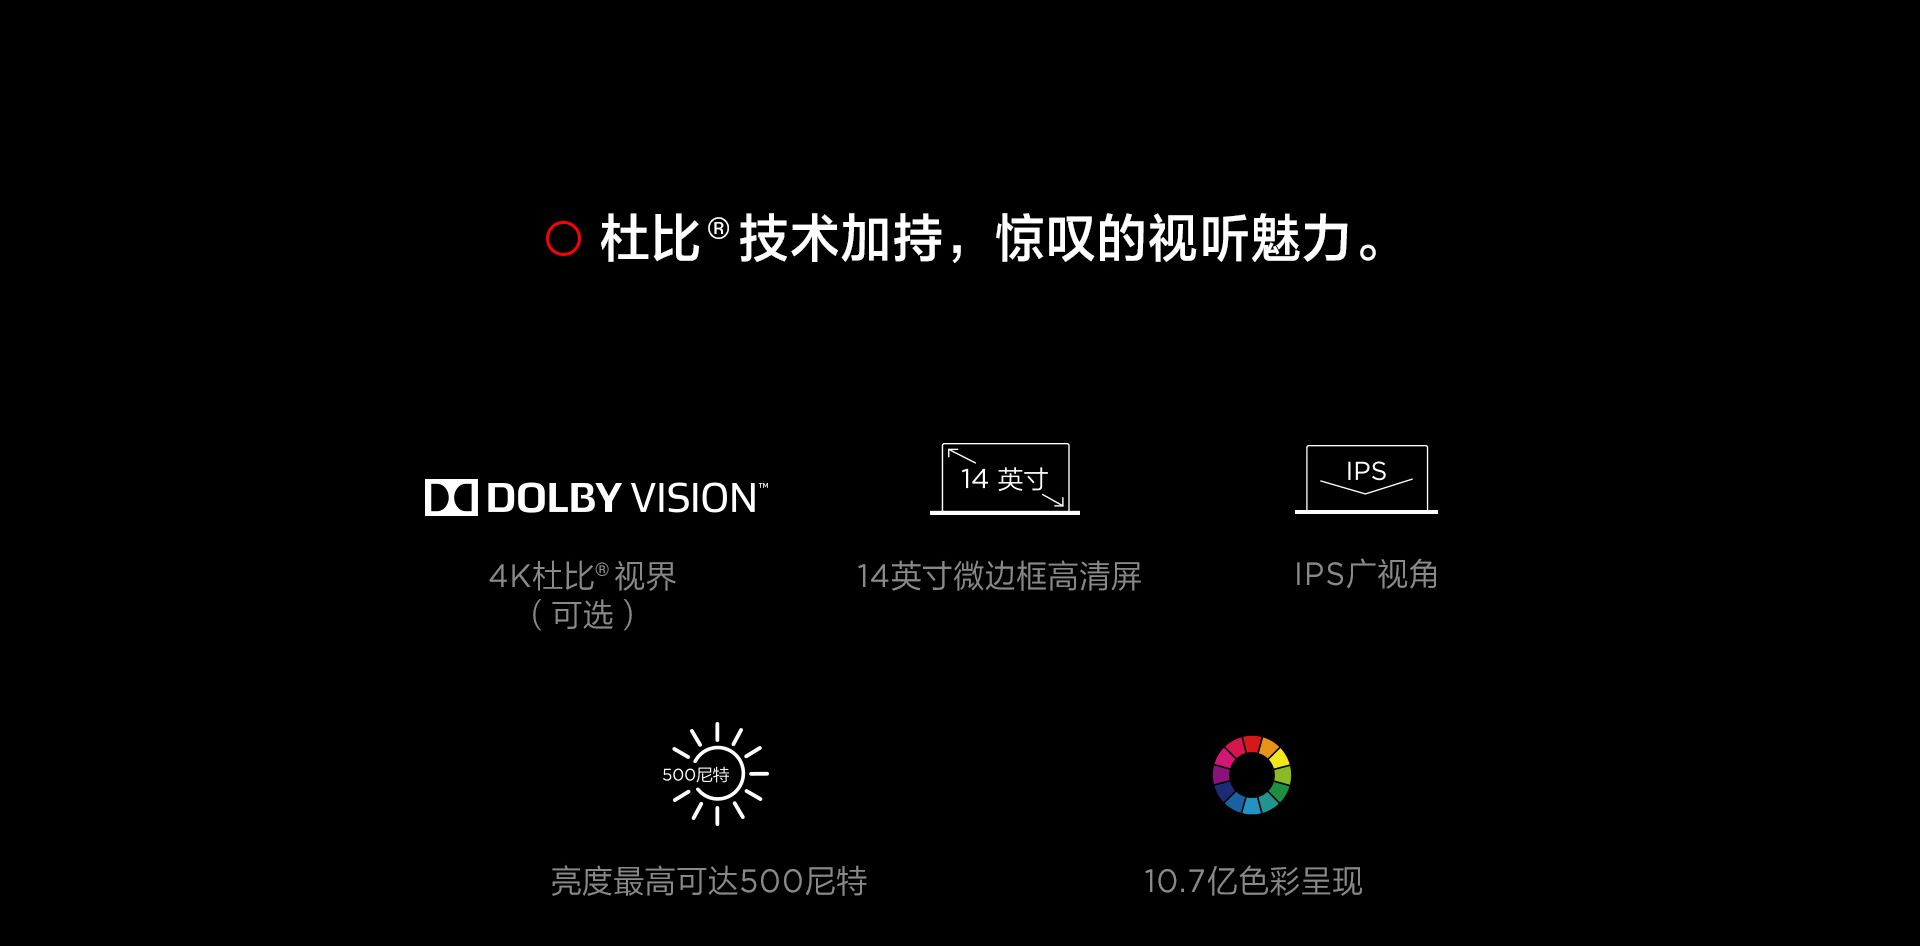 杜比®技术加持，惊叹的视听魅力。
DOLBY VISION™
14 英寸
IPS
4K杜比®视界
（可选）
14英寸微边框高清屏
IPS广视角
500尼特
亮度最高可达500尼特
10.7亿色彩呈现